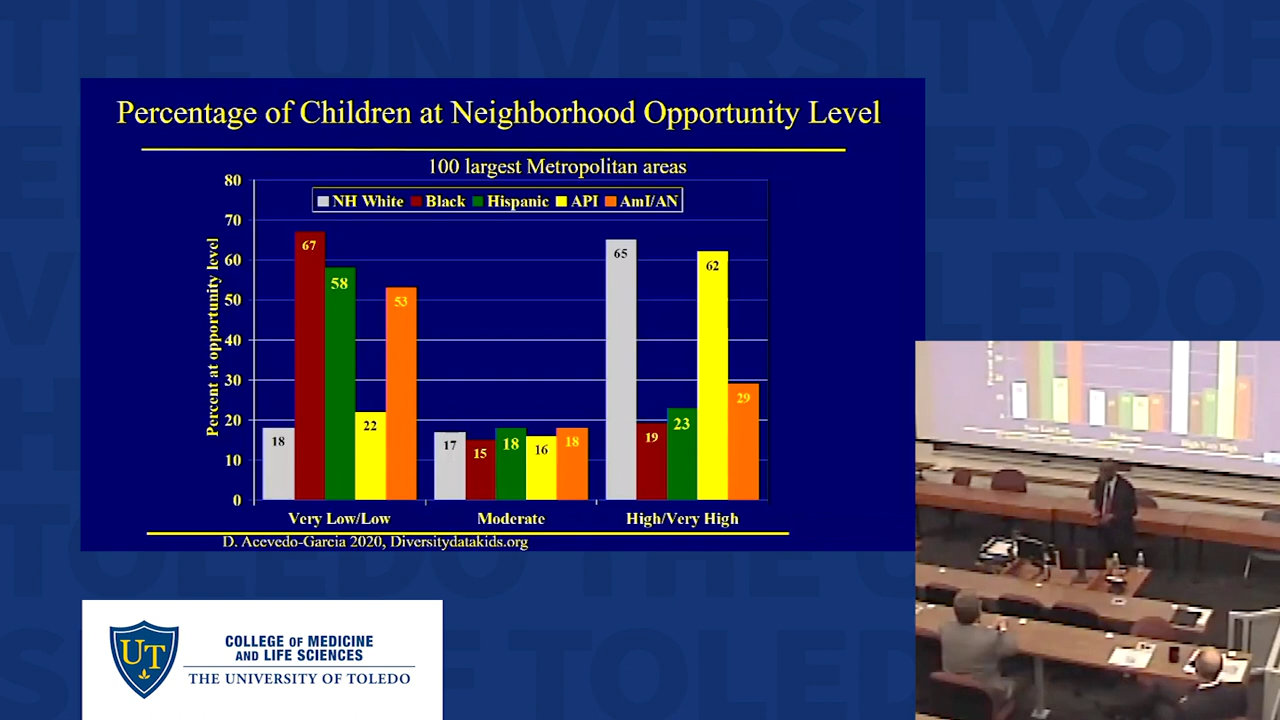 Percentage of Children at Neighborhood Opportunity Level
100 largest Metropolitan areas
NH White Black Hispanic API AmI/AN
Percent at opportunity level
80
70
60
50
40
30
20
10
0
18 67 58 22 53
17 15 18 16 18
65 19 23 62 29
Very Low/Low Moderate High/Very High
D. Acevedo-Garcia 2020, Diversitydatakids.org
UT
COLLEGE OF MEDICINE
AND LIFE SCIENCES
THE UNIVERSITY OF TOLEDO